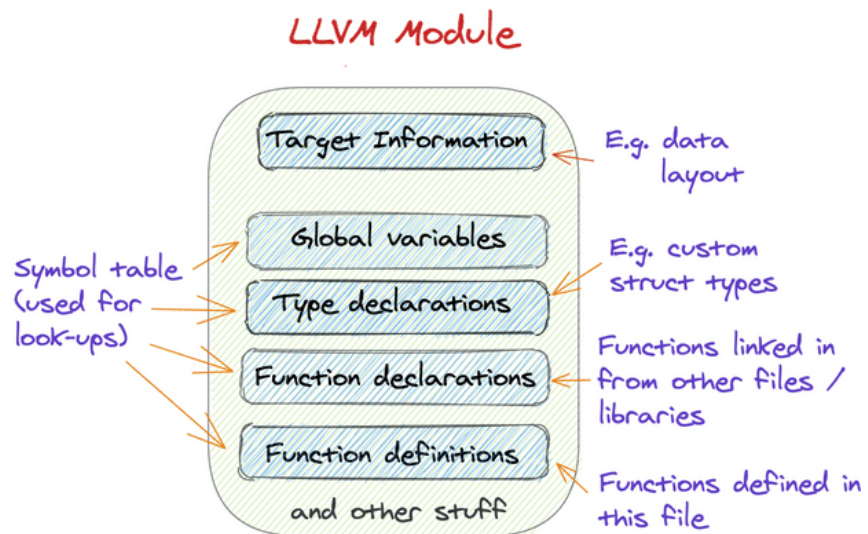 LLVM Module
Target Information
E.g. data
layout
Global variables
Symbol table
(used for
look-ups)
Type declarations
E.g. custom
struct types
Function declarations
Functions linked in
from other files /
libraries
Function definitions
Functions defined in
this file
and other stuff